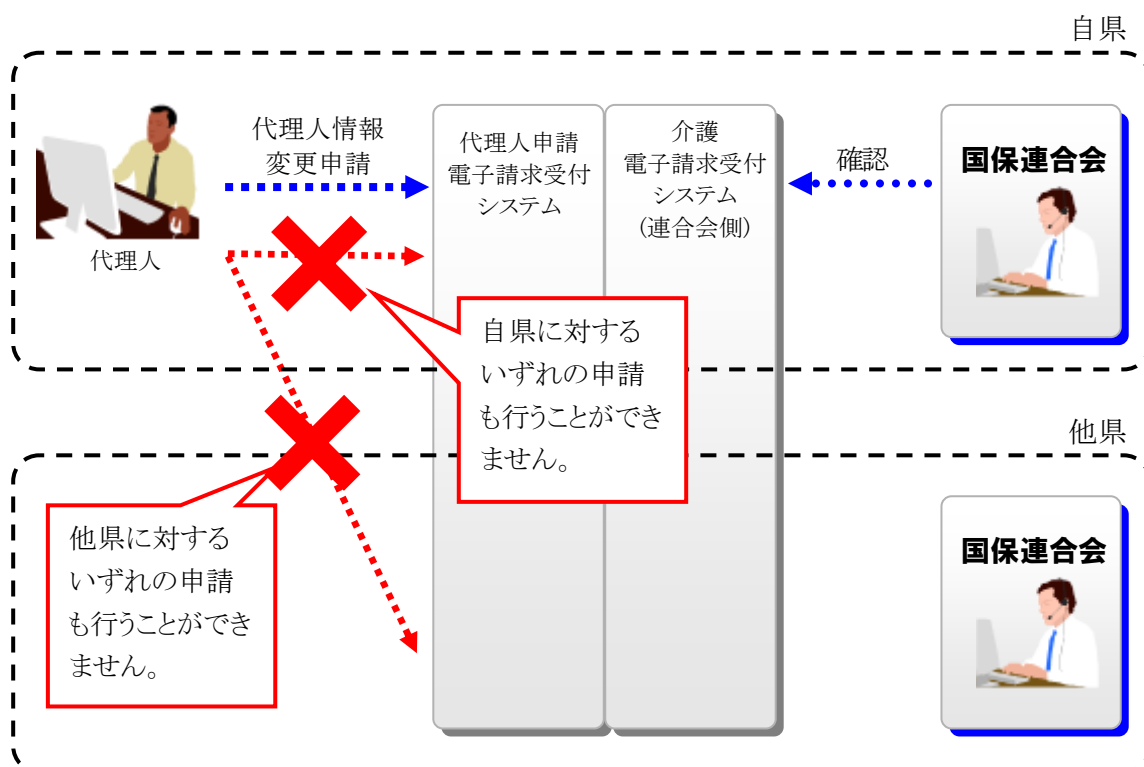 自県
代理人情報
変更申請
代理人
代理人申請
電子請求受付
システム
介護
電子請求受付
システム
(連合会側)
確認
国保連合会
自県に対する
いずれの申請
も行うことができ
ません。
他県
他県に対する
いずれの申請
も行うことができ
ません。
国保連合会